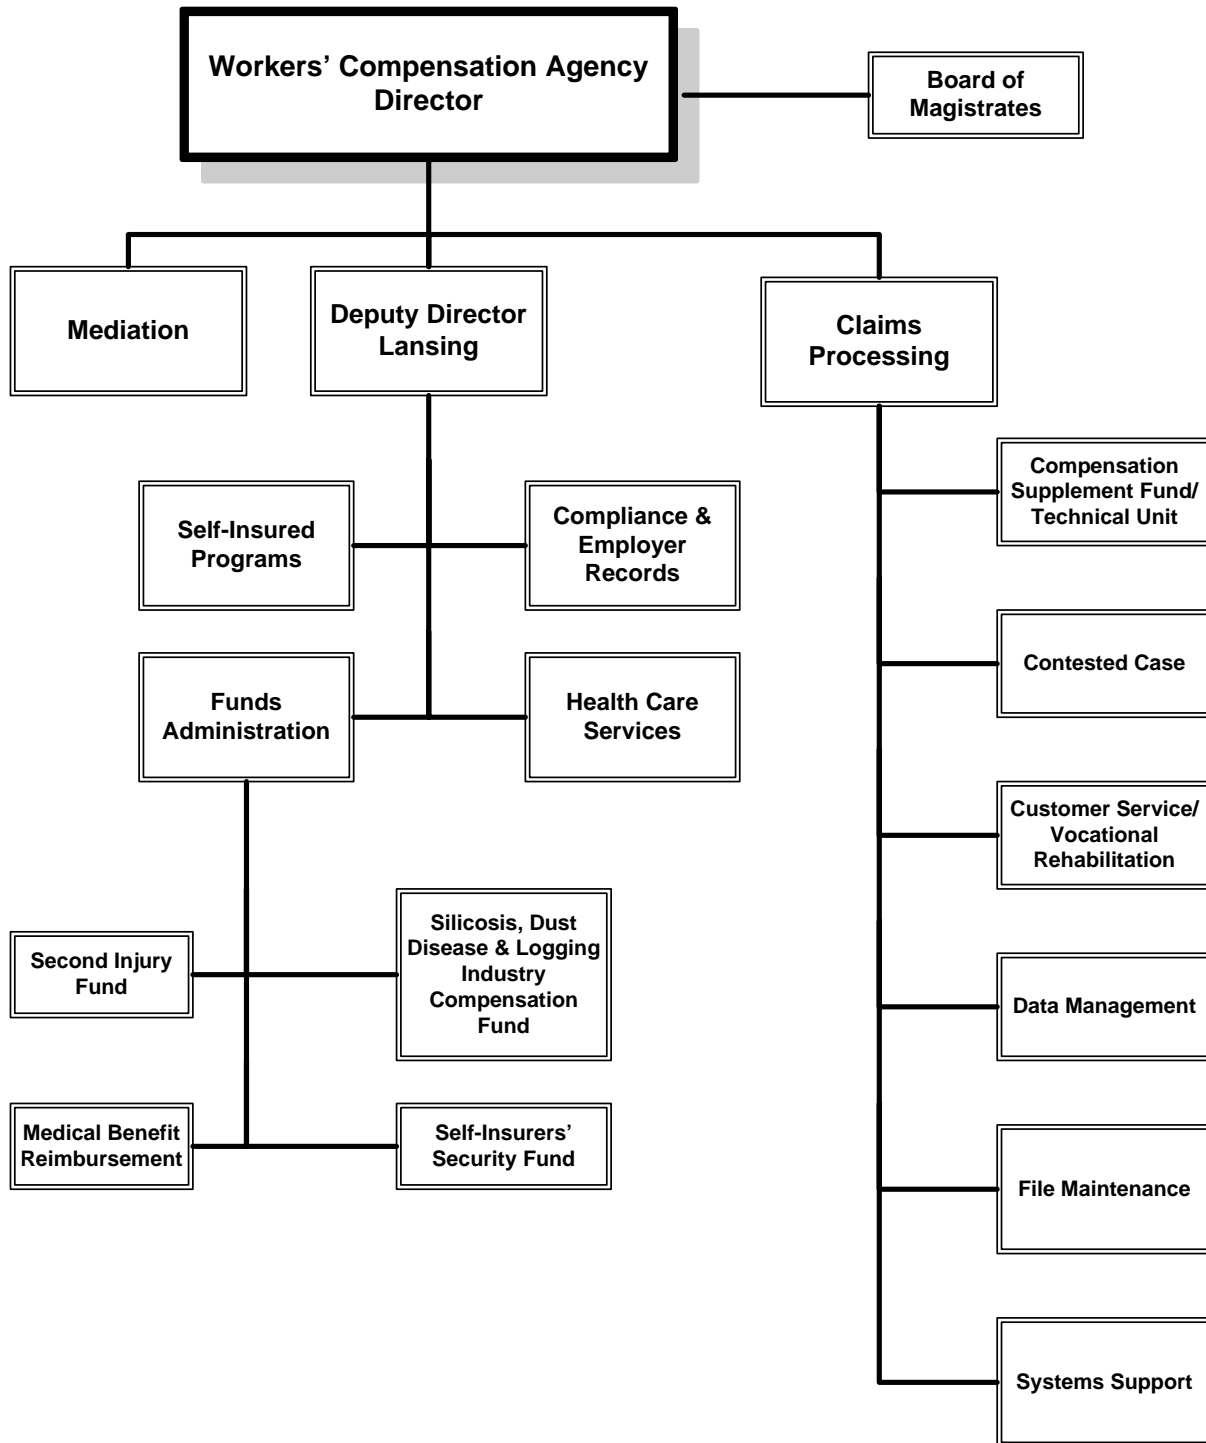 Workers’ Compensation Agency
Director
Board of
Magistrates
Mediation
Deputy Director
Lansing
Claims
Processing
Self-Insured
Programs
Compliance &
Employer
Records
Compensation
Supplement Fund/
Technical Unit
Funds
Administration
Health Care
Services
Contested Case
Customer Service/
Vocational
Rehabilitation
Second Injury
Fund
Silicosis, Dust
Disease & Logging
Industry
Compensation
Fund
Data Management
Medical Benefit
Reimbursement
Self-Insurers’
Security Fund
File Maintenance
Systems Support